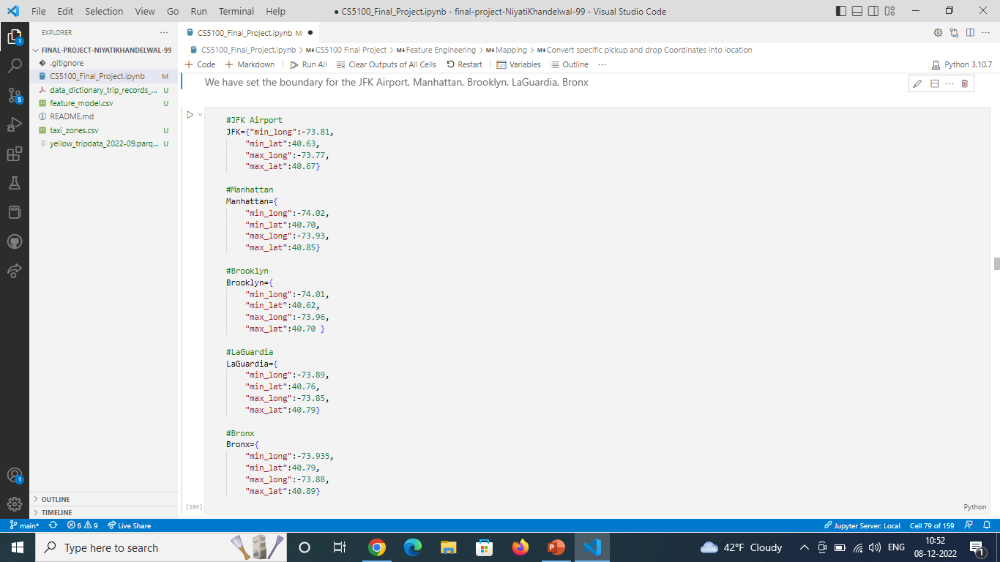 File Edit Selection View Go Run Terminal Help
● CS5100_Final_Project.ipynb - final-project-NiyatiKhandelwal-99 - Visual Studio Code
EXPLORER
FINAL-PROJECT-NIYATIKHANDELWAL-99
.gitignore
CS5100_Final_Project.ipynb M
data_dictionary_trip_records_... U
feature_model.csv U
README.md
taxi_zones.csv U
yellow_tripdata_2022-09.parq... U
OUTLINE
TIMELINE
CS5100_Final_Project.ipynb M ●
CS5100_Final_Project.ipynb > M↓CS5100 Final Project > M↓Feature Engineering > M↓Mapping > M↓Convert specific pickup and drop Coordinates into location
+ Code + Markdown Run All Clear Outputs of All Cells Restart Variables Outline ... Python 3.10.7
We have set the boundary for the JFK Airport, Manhattan, Brooklyn, LaGuardia, Bronx
#JFK Airport
JFK={"min_long":-73.81,
"min_lat":40.63,
"max_long":-73.77,
"max_lat":40.67}
#Manhattan
Manhattan={
"min_long":-74.02,
"min_lat":40.70,
"max_long":-73.93,
"max_lat":40.85}
#Brooklyn
Brooklyn={
"min_long":-74.01,
"min_lat":40.62,
"max_long":-73.96,
"max_lat":40.70 }
#LaGuardia
LaGuardia={
"min_long":-73.89,
"min_lat":40.76,
"max_long":-73.85,
"max_lat":40.79}
#Bronx
Bronx={
"min_long":-73.935,
"min_lat":40.79,
"max_long":-73.88,
"max_lat":40.89}
[186]
Python
1
5
1
main* 6 9 Live Share
Jupyter Server: Local Cell 79 of 159
Type here to search
42°F Cloudy
ENG
10:52
08-12-2022
1